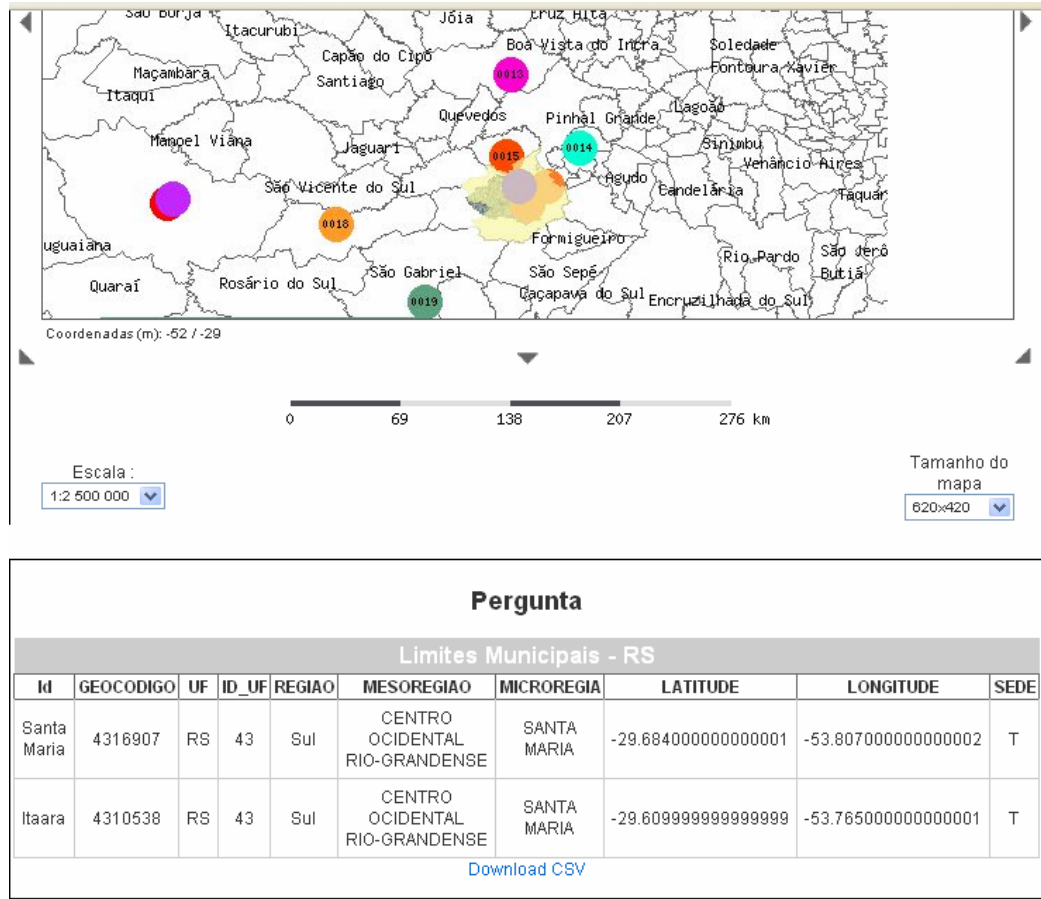 São Borja
Itacurubi
Jóia
Cruz Alta
Capão do Cipó
Boa Vista do Incra
Soledade
Maçambara
Santiago
0013
Fontoura Xavier
Itaqui
Quevedos
Pinhal Grande
Lagoão
Manoel Viana
Jaguari
0015
0014
Sinimbu
Venâncio Aires
São Vicente do Sul
Agudo
Candelária
Taquar
0018
uguaiana
Formigueiro
São Gabriel
São Sepé
Rio Pardo
São Jerô
Quaraí
Rosário do Sul
Butiá
0019
Caçapava do Sul
Encruzilhada do Sul
Coordenadas (m): -52 / -29
0 69 138 207 276 km
Escala :
1:2 500 000
Tamanho do
mapa
620x420
Pergunta
Limites Municipais - RS
Id GEOCODIGO UF ID_UF REGIAO MESOREGIAO MICROREGIA LATITUDE LONGITUDE SEDE
Santa Maria 4316907 RS 43 Sul CENTRO OCIDENTAL RIO-GRANDENSE SANTA MARIA -29.684000000000001 -53.807000000000002 T
Itaara 4310538 RS 43 Sul CENTRO OCIDENTAL RIO-GRANDENSE SANTA MARIA -29.609999999999999 -53.765000000000001 T
Download CSV